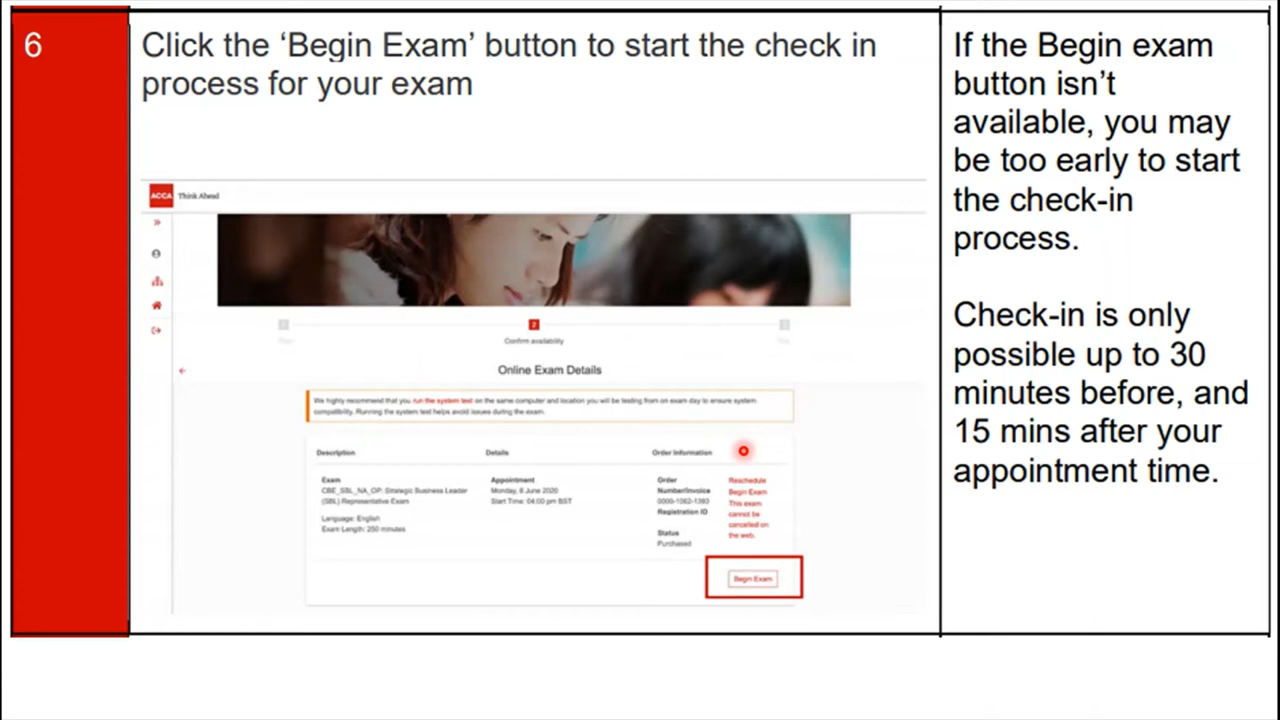 6
Click the ‘Begin Exam’ button to start the check in
process for your exam
ACCA Think Ahead
2
Confirm availability
Online Exam Details
We highly recommend that you run the system test on the same computer and location you will be testing from on exam day to ensure system
compatibility. Running the system test helps avoid issues during the exam.
Description Details Order Information
Exam
CBE_SBL_NA_OP: Strategic Business Leader
(SBL) Representative Exam
Language: English
Exam Length: 250 minutes
Appointment
Monday, 8 June 2020
Start Time: 04:00 pm BST
Order
Number/Invoice
0000-1062-1393
Registration ID
Status
Purchased
Reschedule
Begin Exam
This exam
cannot be
cancelled on
the web.
Begin Exam
If the Begin exam
button isn’t
available, you may
be too early to start
the check-in
process.
Check-in is only
possible up to 30
minutes before, and
15 mins after your
appointment time.